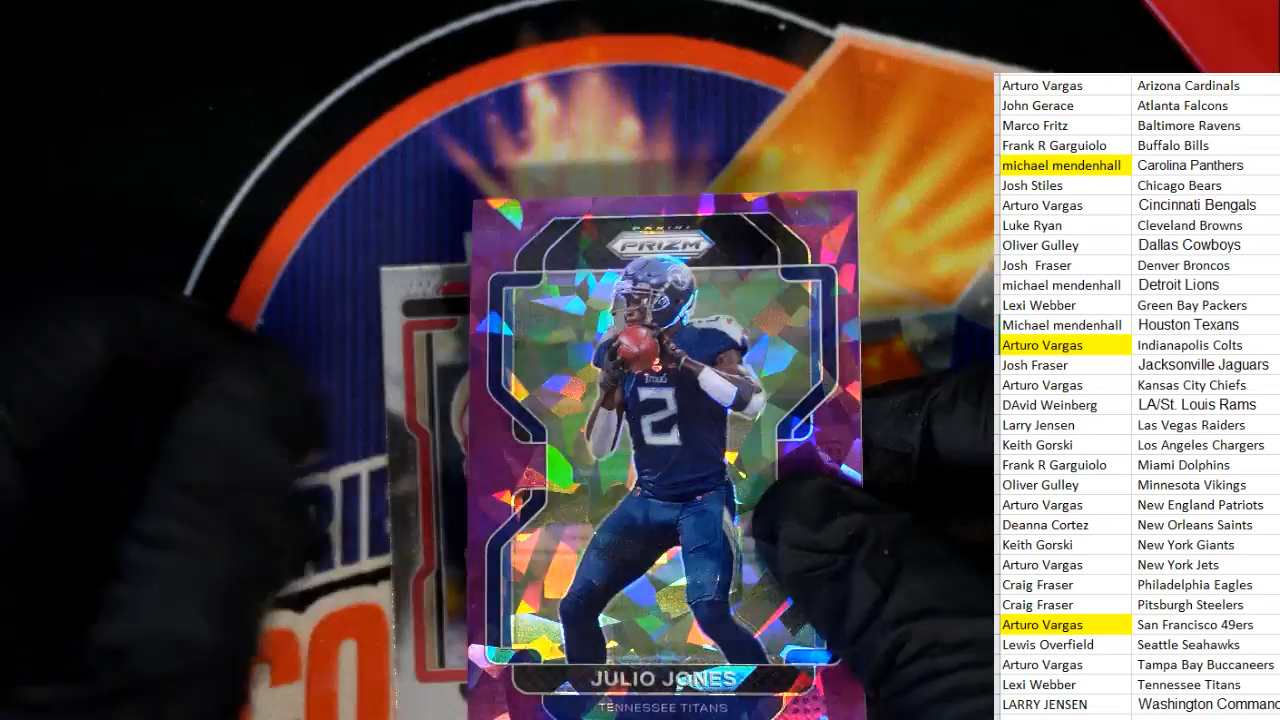 PANINI
PRIZM
2
JULIO JONES
TENNESSEE TITANS
Arturo Vargas Arizona Cardinals
John Gerace Atlanta Falcons
Marco Fritz Baltimore Ravens
Frank R Garguiolo Buffalo Bills
michael mendenhall Carolina Panthers
Josh Stiles Chicago Bears
Arturo Vargas Cincinnati Bengals
Luke Ryan Cleveland Browns
Oliver Gulley Dallas Cowboys
Josh Fraser Denver Broncos
michael mendenhall Detroit Lions
Lexi Webber Green Bay Packers
Michael mendenhall Houston Texans
Arturo Vargas Indianapolis Colts
Josh Fraser Jacksonville Jaguars
Arturo Vargas Kansas City Chiefs
DAvid Weinberg LA/St. Louis Rams
Larry Jensen Las Vegas Raiders
Keith Gorski Los Angeles Chargers
Frank R Garguiolo Miami Dolphins
Oliver Gulley Minnesota Vikings
Arturo Vargas New England Patriots
Deanna Cortez New Orleans Saints
Keith Gorski New York Giants
Arturo Vargas New York Jets
Craig Fraser Philadelphia Eagles
Craig Fraser Pitsburgh Steelers
Arturo Vargas San Francisco 49ers
Lewis Overfield Seattle Seahawks
Arturo Vargas Tampa Bay Buccaneers
Lexi Webber Tennessee Titans
LARRY JENSEN Washington Command